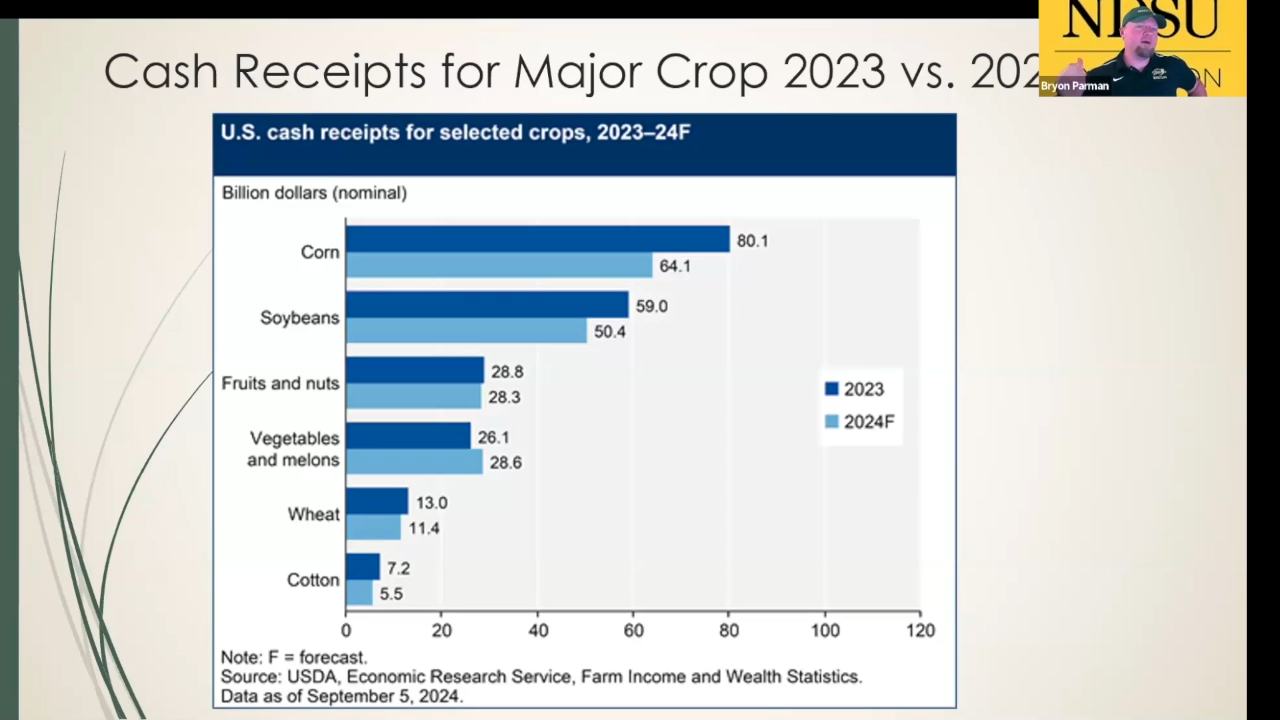 Cash Receipts for Major Crop 2023 vs. 202
NDSU
ON
Bryon Parman
U.S. cash receipts for selected crops, 2023–24F
Billion dollars (nominal)
Corn
80.1
64.1
Soybeans
59.0
50.4
Fruits and nuts
28.8
28.3
Vegetables
and melons
26.1
28.6
Wheat
13.0
11.4
Cotton
7.2
5.5
2023
2024F
0 20 40 60 80 100 120
Note: F = forecast.
Source: USDA, Economic Research Service, Farm Income and Wealth Statistics.
Data as of September 5, 2024.